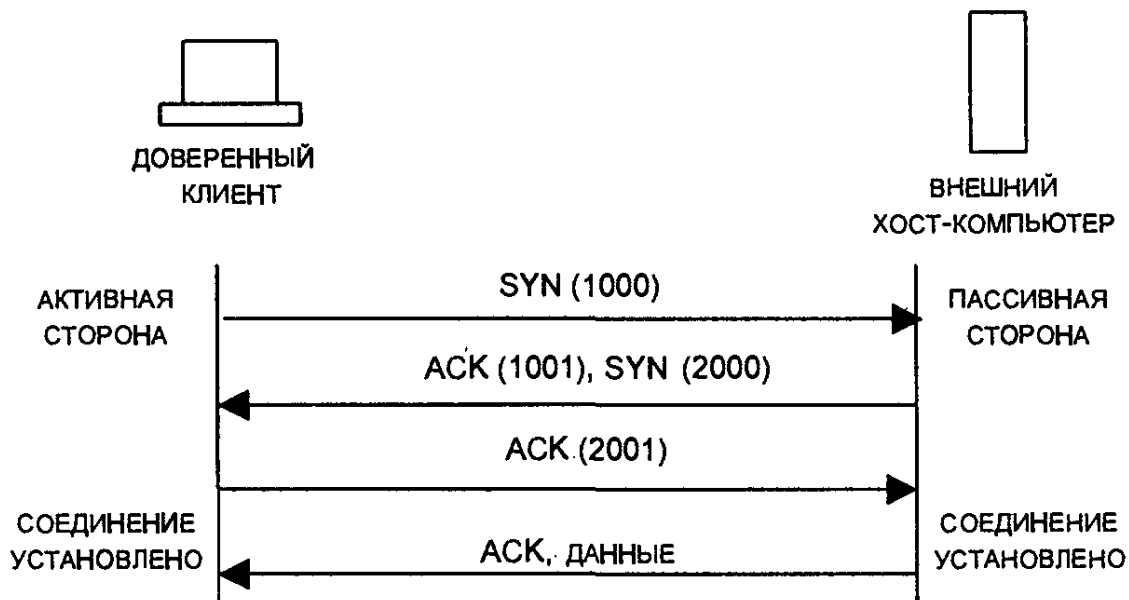 ДОВЕРЕННЫЙ
КЛИЕНТ
ВНЕШНИЙ
ХОСТ-КОМПЬЮТЕР
АКТИВНАЯ
СТОРОНА
SYN (1000)
ПАССИВНАЯ
СТОРОНА
ACK (1001), SYN (2000)
ACK (2001)
СОЕДИНЕНИЕ
УСТАНОВЛЕНО
ACK, ДАННЫЕ
СОЕДИНЕНИЕ
УСТАНОВЛЕНО